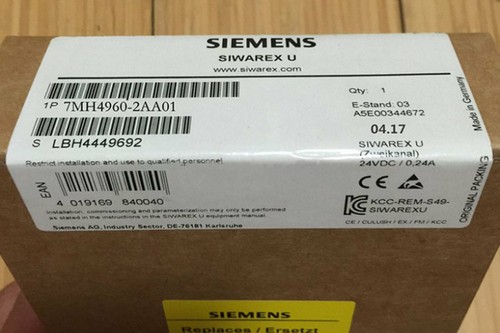 SIEMENS
SIWAREX U
www.siwarex.com
1P 7MH4960-2AA01
S LBH4449692
Qty: 1
E-Stand: 03
A5E00344672
04.17
SIWAREX U
(Zweikanal)
24VDC / 0,24A
Made in Germany
Restrict installation and use to qualified personnel
EAN
4 019169 840040
CE
KCC-REM-S49-
SIWAREXU
CE / CULUSH / EX / FM / KCC
ORIGINAL PACKING
Installation, commissioning and parameterization may only be performed
as stated in the instructions in the SIWAREX U equipment manual.
Siemens AG, Industry Sector, DE-76181 Karlsruhe
SIEMENS
Replaces / Ersetzt